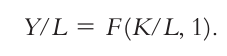 Y/L = F(K/L, 1).